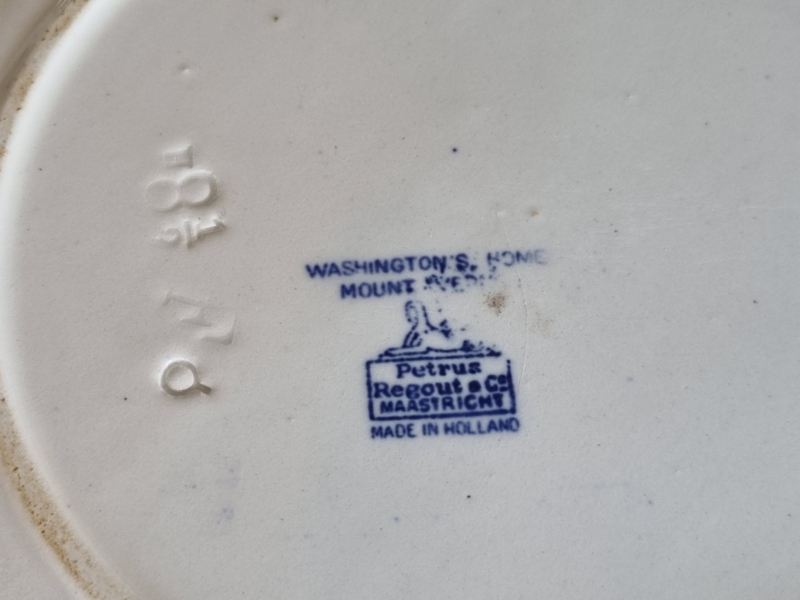 WASHINGTON'S, HOME
MOUNT
Petrus
Regout & Co
MAASTRICHT
MADE IN HOLLAND